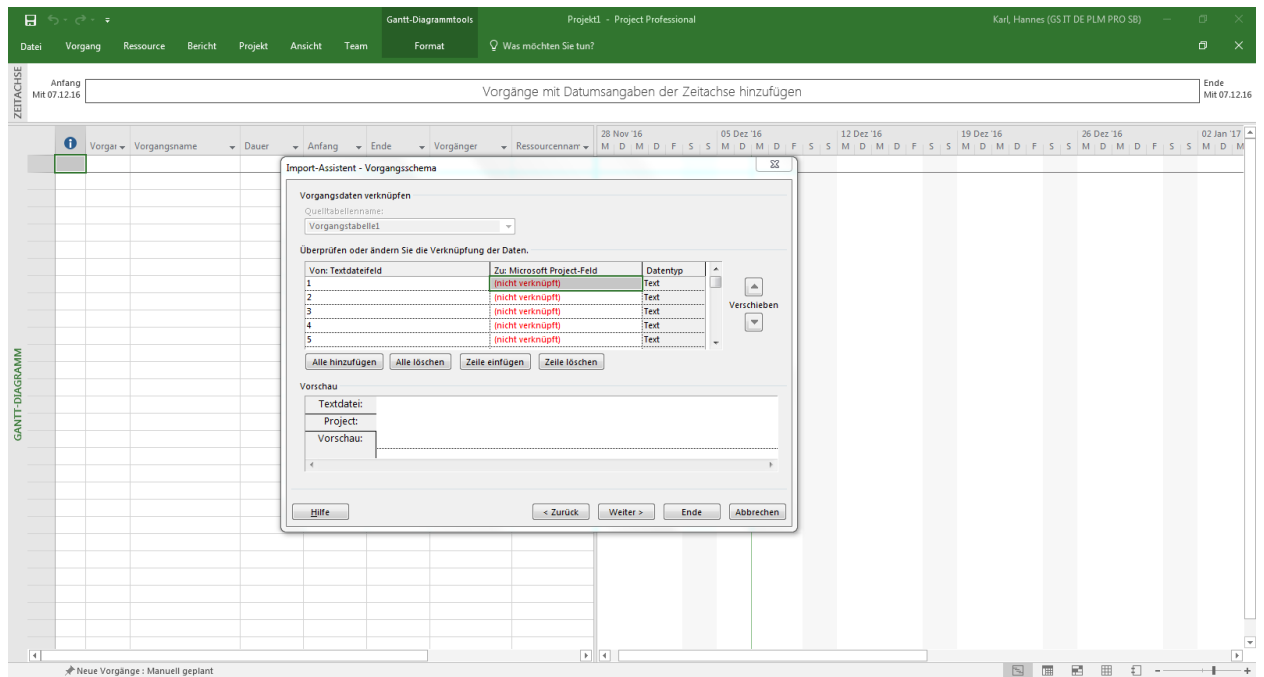 Gantt-Diagrammtools
Projekt1 - Project Professional
Karl, Hannes (GS IT DE PLM PRO SB)
Datei Vorgang Ressource Bericht Projekt Ansicht Team Format Was möchten Sie tun?
ZEITACHSE
Anfang
Mit 07.12.16
Vorgänge mit Datumsangaben der Zeitachse hinzufügen
Ende
Mit 07.12.16
28 Nov '16 05 Dez '16 12 Dez '16 19 Dez '16 26 Dez '16 02 Jan '17
Vorgar Vorgangsname Dauer Anfang Ende Vorgänger Ressourcennam M D M D F S S M D M D F S S M D M D F S S M D M D F S S M D M D F S S M D M
Import-Assistent - Vorgangsschema
Vorgangsdaten verknüpfen
Quelltabellenname:
Vorgangstabelle1
Überprüfen oder ändern Sie die Verknüpfung der Daten.
Von: Textdateifeld Zu: Microsoft Project-Feld Datentyp
1 (nicht verknüpft) Text
2 (nicht verknüpft) Text
3 (nicht verknüpft) Text
4 (nicht verknüpft) Text
5 (nicht verknüpft) Text
Verschieben
Alle hinzufügen Alle löschen Zeile einfügen Zeile löschen
Vorschau
Textdatei:
Project:
Vorschau:
Hilfe < Zurück Weiter > Ende Abbrechen
GANTT-DIAGRAMM
Neue Vorgänge : Manuell geplant